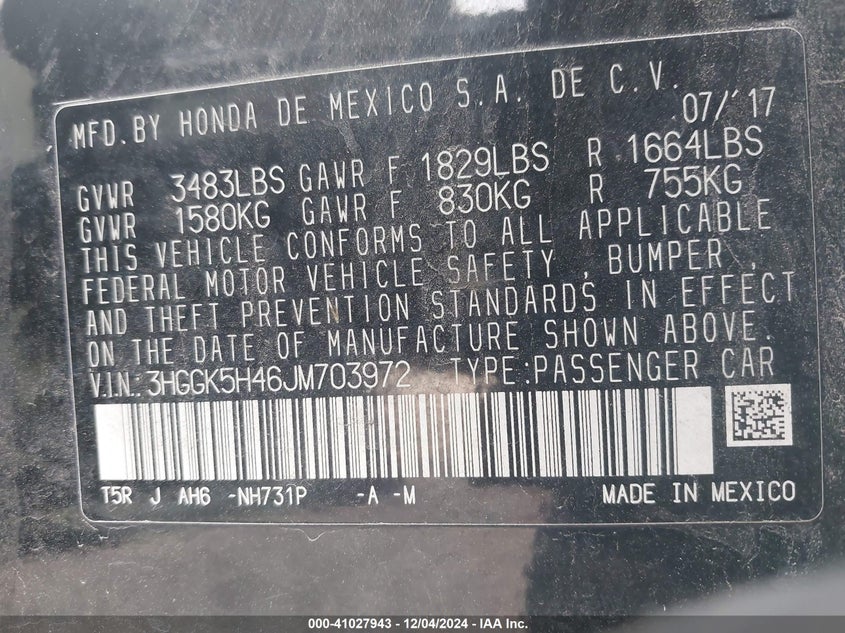 MFD. BY HONDA DE MEXICO S.A. DE C.V. 07/'17
GVWR 3483LBS GAWR F 1829LBS R 1664LBS
GVWR 1580KG GAWR F 830KG R 755KG
THIS VEHICLE CONFORMS TO ALL APPLICABLE
FEDERAL MOTOR VEHICLE SAFETY , BUMPER ,
AND THEFT PREVENTION STANDARDS IN EFFECT
ON THE DATE OF MANUFACTURE SHOWN ABOVE.
V.I.N.: 3HGGK5H46JM703972 TYPE:PASSENGER CAR
T5R J AH6 -NH731P -A -M MADE IN MEXICO
000-41027943 - 12/04/2024 - IAA, Inc.